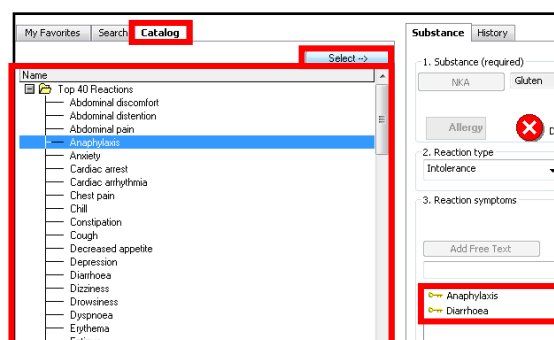 My Favorites Search Catalog
Select -->
Name
Top 40 Reactions
Abdominal discomfort
Abdominal distention
Abdominal pain
Anaphylaxis
Anxiety
Cardiac arrest
Cardiac arrhythmia
Chest pain
Chill
Constipation
Cough
Decreased appetite
Depression
Diarrhoea
Dizziness
Drowsiness
Dyspnoea
Erythema
Substance History
1. Substance (required)
NKA Gluten
Allergy
2. Reaction type
Intolerance
3. Reaction symptoms
Add Free Text
Anaphylaxis
Diarrhoea